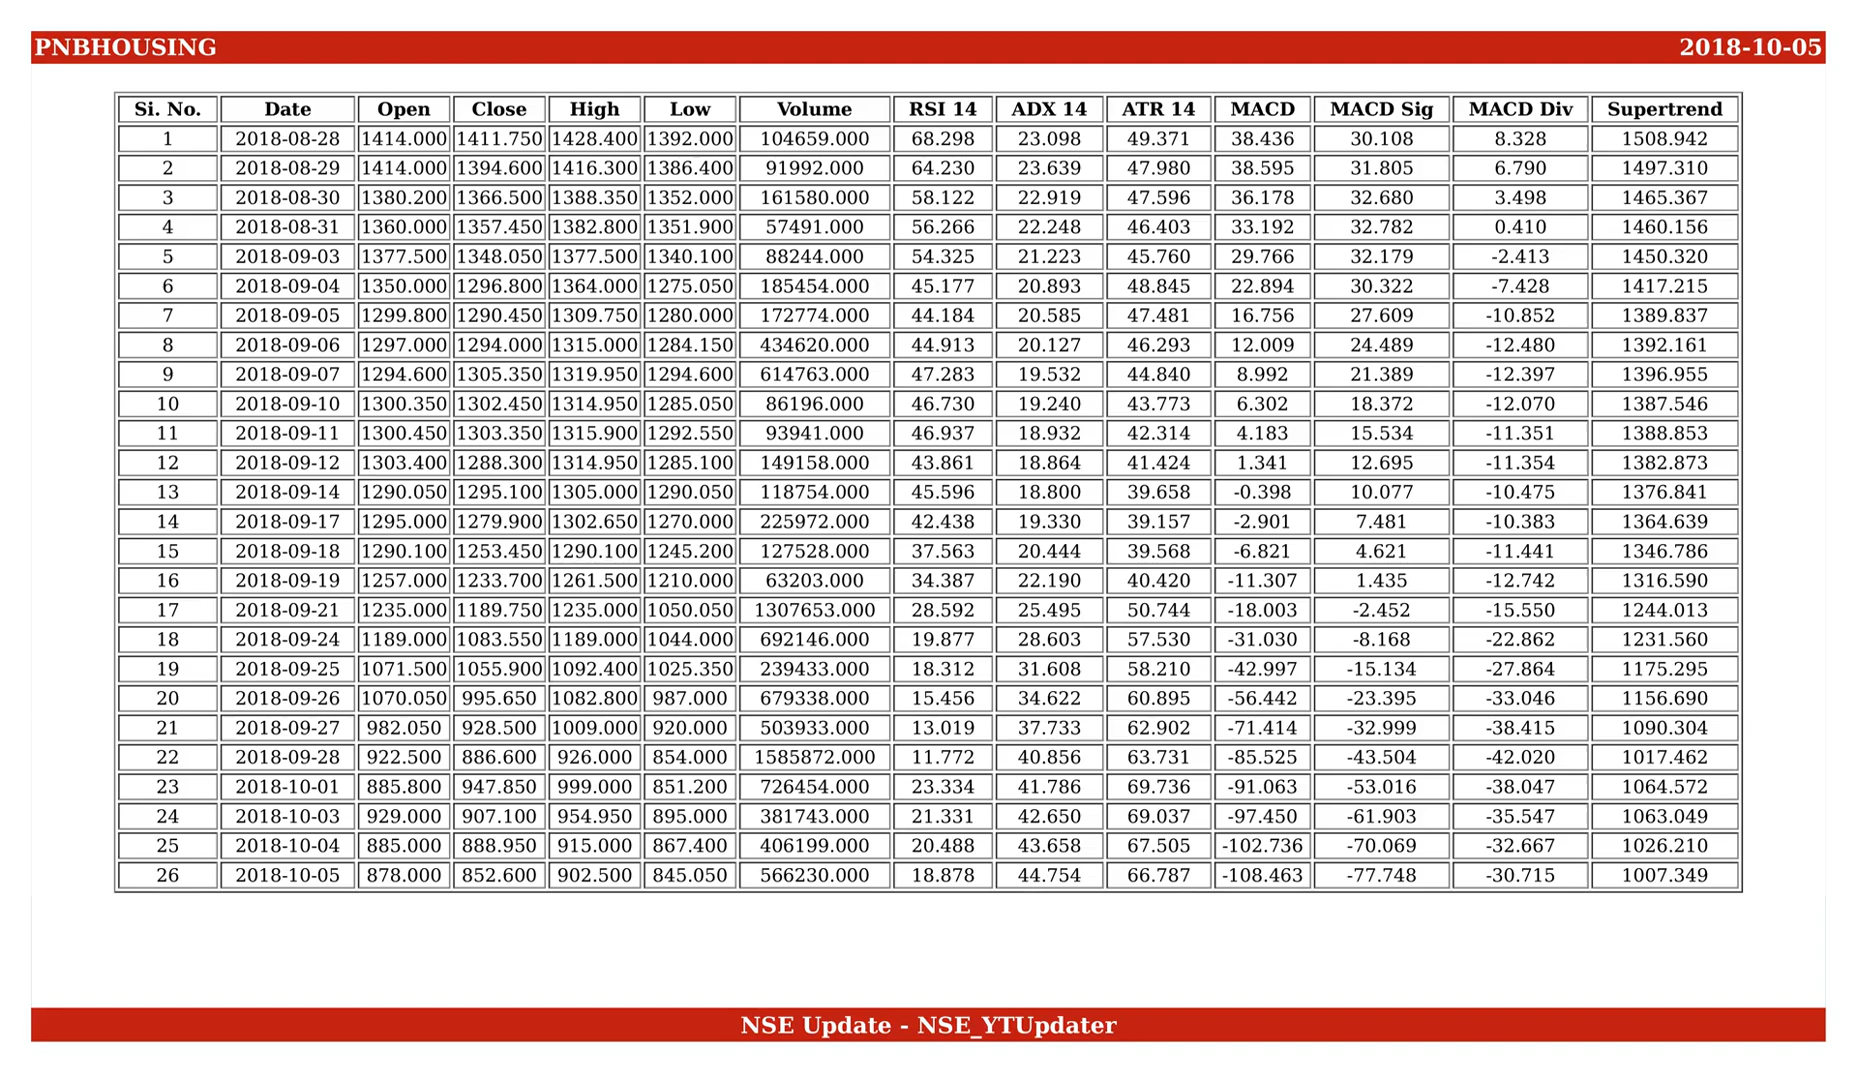 PNBHOUSING 2018-10-05
Si. No. Date Open Close High Low Volume RSI 14 ADX 14 ATR 14 MACD MACD Sig MACD Div Supertrend
1 2018-08-28 1414.000 1411.750 1428.400 1392.000 104659.000 68.298 23.098 49.371 38.436 30.108 8.328 1508.942
2 2018-08-29 1414.000 1394.600 1416.300 1386.400 91992.000 64.230 23.639 47.980 38.595 31.805 6.790 1497.310
3 2018-08-30 1380.200 1366.500 1388.350 1352.000 161580.000 58.122 22.919 47.596 36.178 32.680 3.498 1465.367
4 2018-08-31 1360.000 1357.450 1382.800 1351.900 57491.000 56.266 22.248 46.403 33.192 32.782 0.410 1460.156
5 2018-09-03 1377.500 1348.050 1377.500 1340.100 88244.000 54.325 21.223 45.760 29.766 32.179 -2.413 1450.320
6 2018-09-04 1350.000 1296.800 1364.000 1275.050 185454.000 45.177 20.893 48.845 22.894 30.322 -7.428 1417.215
7 2018-09-05 1299.800 1290.450 1309.750 1280.000 172774.000 44.184 20.585 47.481 16.756 27.609 -10.852 1389.837
8 2018-09-06 1297.000 1294.000 1315.000 1284.150 434620.000 44.913 20.127 46.293 12.009 24.489 -12.480 1392.161
9 2018-09-07 1294.600 1305.350 1319.950 1294.600 614763.000 47.283 19.532 44.840 8.992 21.389 -12.397 1396.955
10 2018-09-10 1300.350 1302.450 1314.950 1285.050 86196.000 46.730 19.240 43.773 6.302 18.372 -12.070 1387.546
11 2018-09-11 1300.450 1303.350 1315.900 1292.550 93941.000 46.937 18.932 42.314 4.183 15.534 -11.351 1388.853
12 2018-09-12 1303.400 1288.300 1314.950 1285.100 149158.000 43.861 18.864 41.424 1.341 12.695 -11.354 1382.873
13 2018-09-14 1290.050 1295.100 1305.000 1290.050 118754.000 45.596 18.800 39.658 -0.398 10.077 -10.475 1376.841
14 2018-09-17 1295.000 1279.900 1302.650 1270.000 225972.000 42.438 19.330 39.157 -2.901 7.481 -10.383 1364.639
15 2018-09-18 1290.100 1253.450 1290.100 1245.200 127528.000 37.563 20.444 39.568 -6.821 4.621 -11.441 1346.786
16 2018-09-19 1257.000 1233.700 1261.500 1210.000 63203.000 34.387 22.190 40.420 -11.307 1.435 -12.742 1316.590
17 2018-09-21 1235.000 1189.750 1235.000 1050.050 1307653.000 28.592 25.495 50.744 -18.003 -2.452 -15.550 1244.013
18 2018-09-24 1189.000 1083.550 1189.000 1044.000 692146.000 19.877 28.603 57.530 -31.030 -8.168 -22.862 1231.560
19 2018-09-25 1071.500 1055.900 1092.400 1025.350 239433.000 18.312 31.608 58.210 -42.997 -15.134 -27.864 1175.295
20 2018-09-26 1070.050 995.650 1082.800 987.000 679338.000 15.456 34.622 60.895 -56.442 -23.395 -33.046 1156.690
21 2018-09-27 982.050 928.500 1009.000 920.000 503933.000 13.019 37.733 62.902 -71.414 -32.999 -38.415 1090.304
22 2018-09-28 922.500 886.600 926.000 854.000 1585872.000 11.772 40.856 63.731 -85.525 -43.504 -42.020 1017.462
23 2018-10-01 885.800 947.850 999.000 851.200 726454.000 23.334 41.786 69.736 -91.063 -53.016 -38.047 1064.572
24 2018-10-03 929.000 907.100 954.950 895.000 381743.000 21.331 42.650 69.037 -97.450 -61.903 -35.547 1063.049
25 2018-10-04 885.000 888.950 915.000 867.400 406199.000 20.488 43.658 67.505 -102.736 -70.069 -32.667 1026.210
26 2018-10-05 878.000 852.600 902.500 845.050 566230.000 18.878 44.754 66.787 -108.463 -77.748 -30.715 1007.349
NSE Update - NSE_YTUpdater